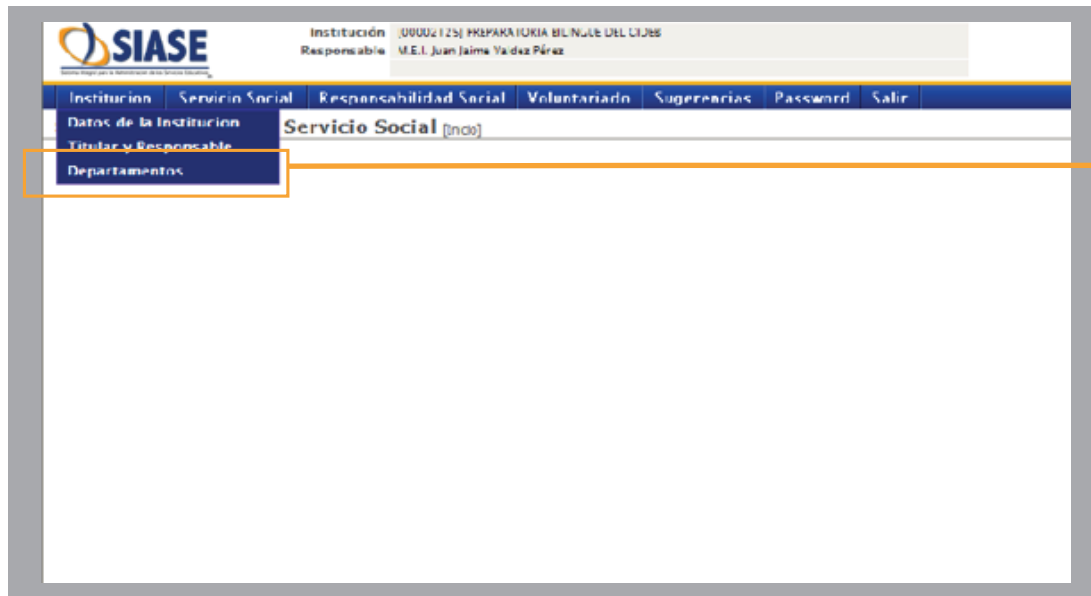 SIASE
Institución [00002125] PREPARATORIA BILINGUE DEL CIDEB
Responsable M.E.I. Juan Jaime Valdez Pérez
Institucion Servicio Social Responsabilidad Social Voluntariado Sugerencias Password Salir
Datos de la Institucion
Servicio Social [Incio]
Titular y Responsable
Departamentos